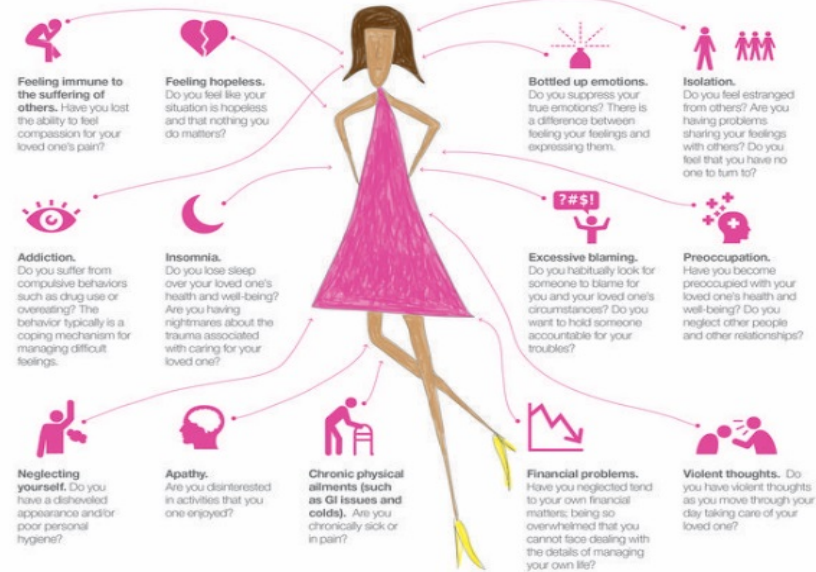 Feeling immune to
the suffering of
others. Have you lost
the ability to feel
compassion for your
loved one's pain?
Feeling hopeless.
Do you feel like your
situation is hopeless
and that nothing you
do matters?
Bottled up emotions.
Do you suppress your
true emotions? There is
a difference between
feeling your feelings and
expressing them.
Isolation.
Do you feel estranged
from others? Are you
having problems
sharing your feelings
with others? Do you
feel that you have no
one to turn to?
Addiction.
Do you suffer from
compulsive behaviors
such as drug use or
overeating? The
behavior typically is a
coping mechanism for
managing difficult
feelings.
Insomnia.
Do you lose sleep
over your loved one's
health and well-being?
Are you having
nightmares about the
trauma associated
with caring for your
loved one?
?#$!
Excessive blaming.
Do you habitually look for
someone to blame for
you and your loved one's
circumstances? Do you
want to hold someone
accountable for your
troubles?
Preoccupation.
Have you become
preoccupied with your
loved one's health and
well-being? Do you
neglect other people
and other relationships?
Neglecting
yourself. Do you
have a disheveled
appearance and/or
poor personal
hygiene?
Apathy.
Are you disinterested
in activities that you
one enjoyed?
Chronic physical
ailments (such
as GI issues and
colds). Are you
chronically sick or
in pain?
Financial problems.
Have you neglected tend
to your own financial
matters; being so
overwhelmed that you
cannot face dealing with
the details of managing
your own life?
Violent thoughts. Do
you have violent thoughts
as you move through your
day taking care of your
loved one?